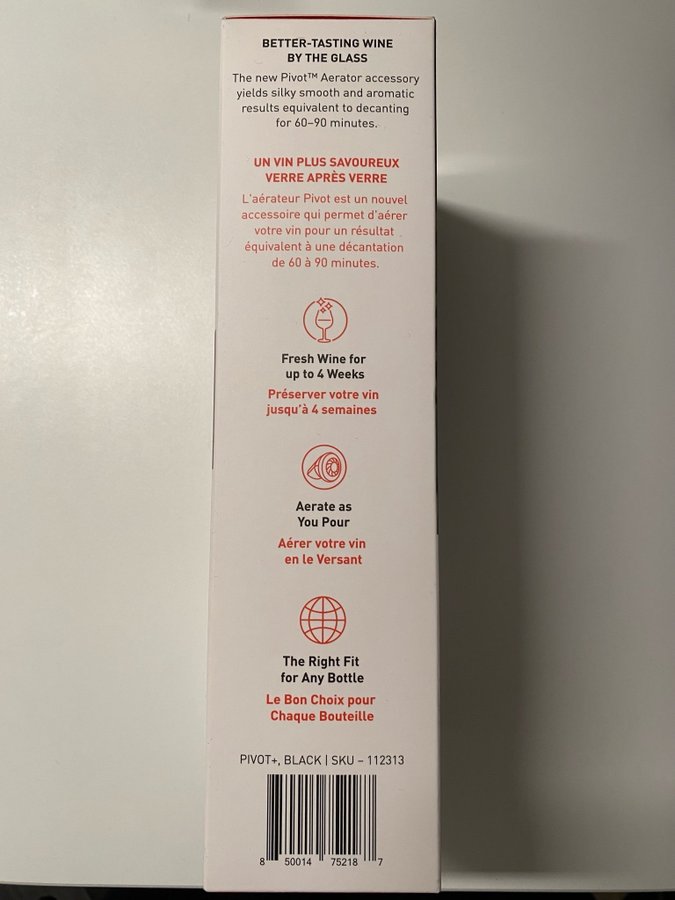 BETTER-TASTING WINE
BY THE GLASS
The new Pivot™ Aerator accessory
yields silky smooth and aromatic
results equivalent to decanting
for 60–90 minutes.
UN VIN PLUS SAVOUREUX
VERRE APRÈS VERRE
L'aérateur Pivot est un nouvel
accessoire qui permet d'aérer
votre vin pour un résultat
équivalent à une décantation
de 60 à 90 minutes.
Fresh Wine for
up to 4 Weeks
Préserver votre vin
jusqu'à 4 semaines
Aerate as
You Pour
Aérer votre vin
en le Versant
The Right Fit
for Any Bottle
Le Bon Choix pour
Chaque Bouteille
PIVOT+, BLACK | SKU – 112313
8 50014 75218 7